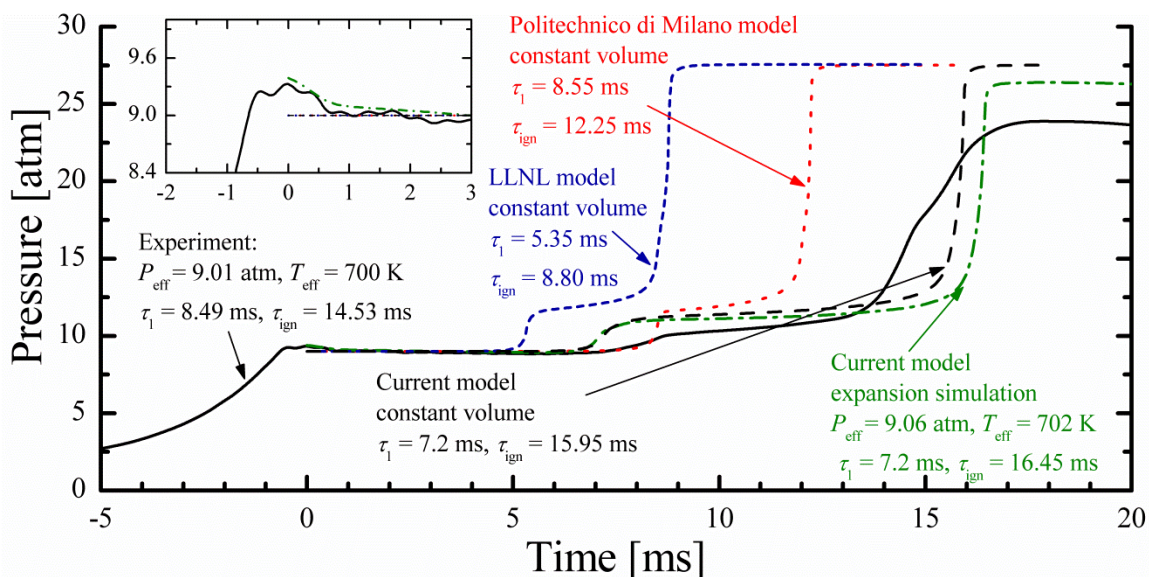 30
25
20
15
10
5
0
Pressure [atm]
9.6
9.0
8.4
-2 -1 0 1 2 3
Politechnico di Milano model
constant volume
τ1 = 8.55 ms
τign = 12.25 ms
LLNL model
constant volume
τ1 = 5.35 ms
τign = 8.80 ms
Experiment:
Peff = 9.01 atm, Teff = 700 K
τ1 = 8.49 ms, τign = 14.53 ms
Current model
constant volume
τ1 = 7.2 ms, τign = 15.95 ms
Current model
expansion simulation
Peff = 9.06 atm, Teff = 702 K
τ1 = 7.2 ms, τign = 16.45 ms
-5 0 5 10 15 20
Time [ms]